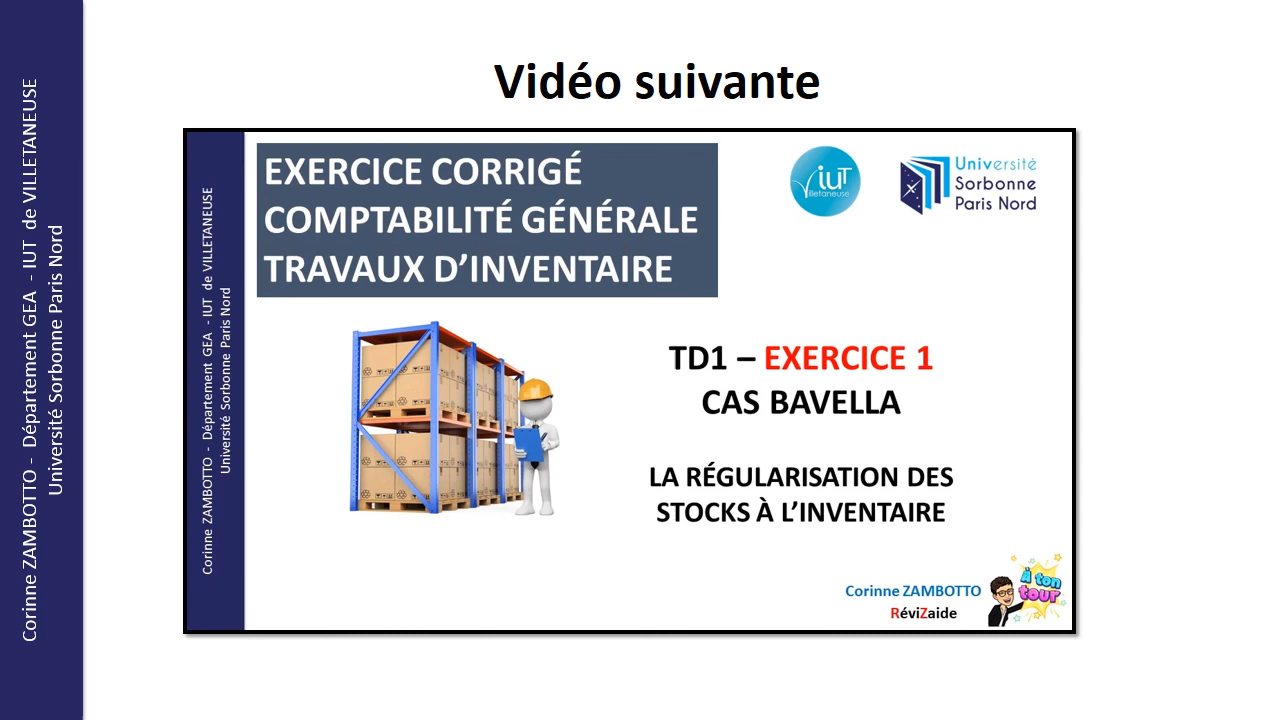 Corinne ZAMBOTTO - Département GEA - IUT de VILLETANEUSE
Université Sorbonne Paris Nord
Vidéo suivante
Corinne ZAMBOTTO - Département GEA - IUT de VILLETANEUSE
Université Sorbonne Paris Nord
EXERCICE CORRIGÉ
COMPTABILITÉ GÉNÉRALE
TRAVAUX D’INVENTAIRE
iUT
Villetaneuse
Université
Sorbonne
Paris Nord
TD1 – EXERCICE 1
CAS BAVELLA
LA RÉGULARISATION DES
STOCKS À L’INVENTAIRE
Corinne ZAMBOTTO
RéviZaide
À ton
tour